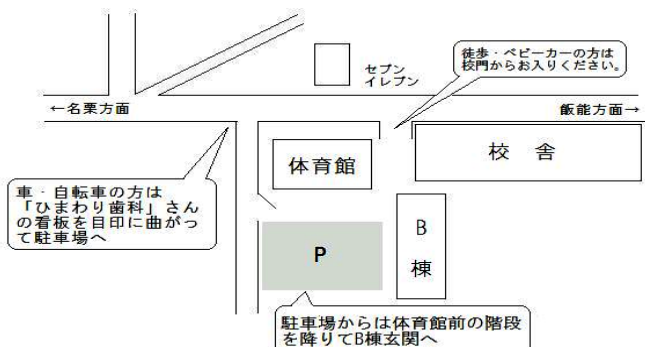 徒歩・ベビーカーの方は
校門からお入りください。
セブン
イレブン
←名栗方面
飯能方面→
体育館
校 舎
車・自転車の方は
「ひまわり歯科」さん
の看板を目印に曲がっ
て駐車場へ
P
B
棟
駐車場からは体育館前の階段
を降りてB棟玄関へ